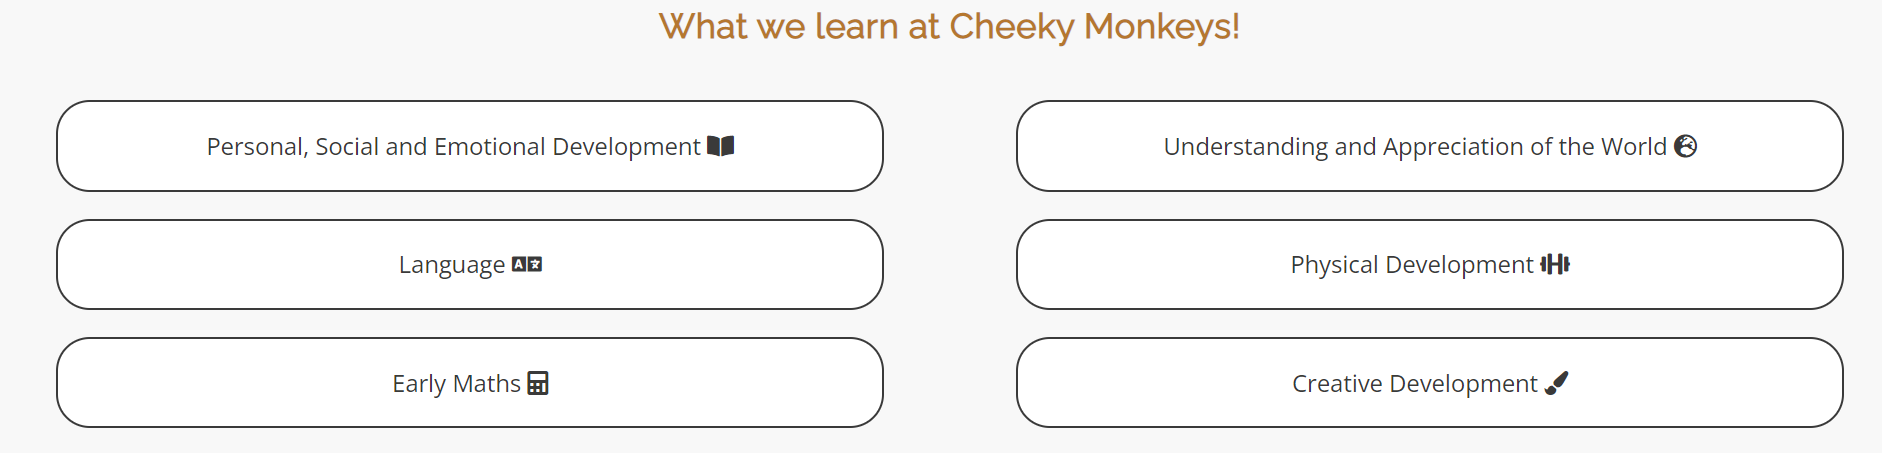 What we learn at Cheeky Monkeys!
Personal, Social and Emotional Development
Understanding and Appreciation of the World
Language
Physical Development
Early Maths
Creative Development